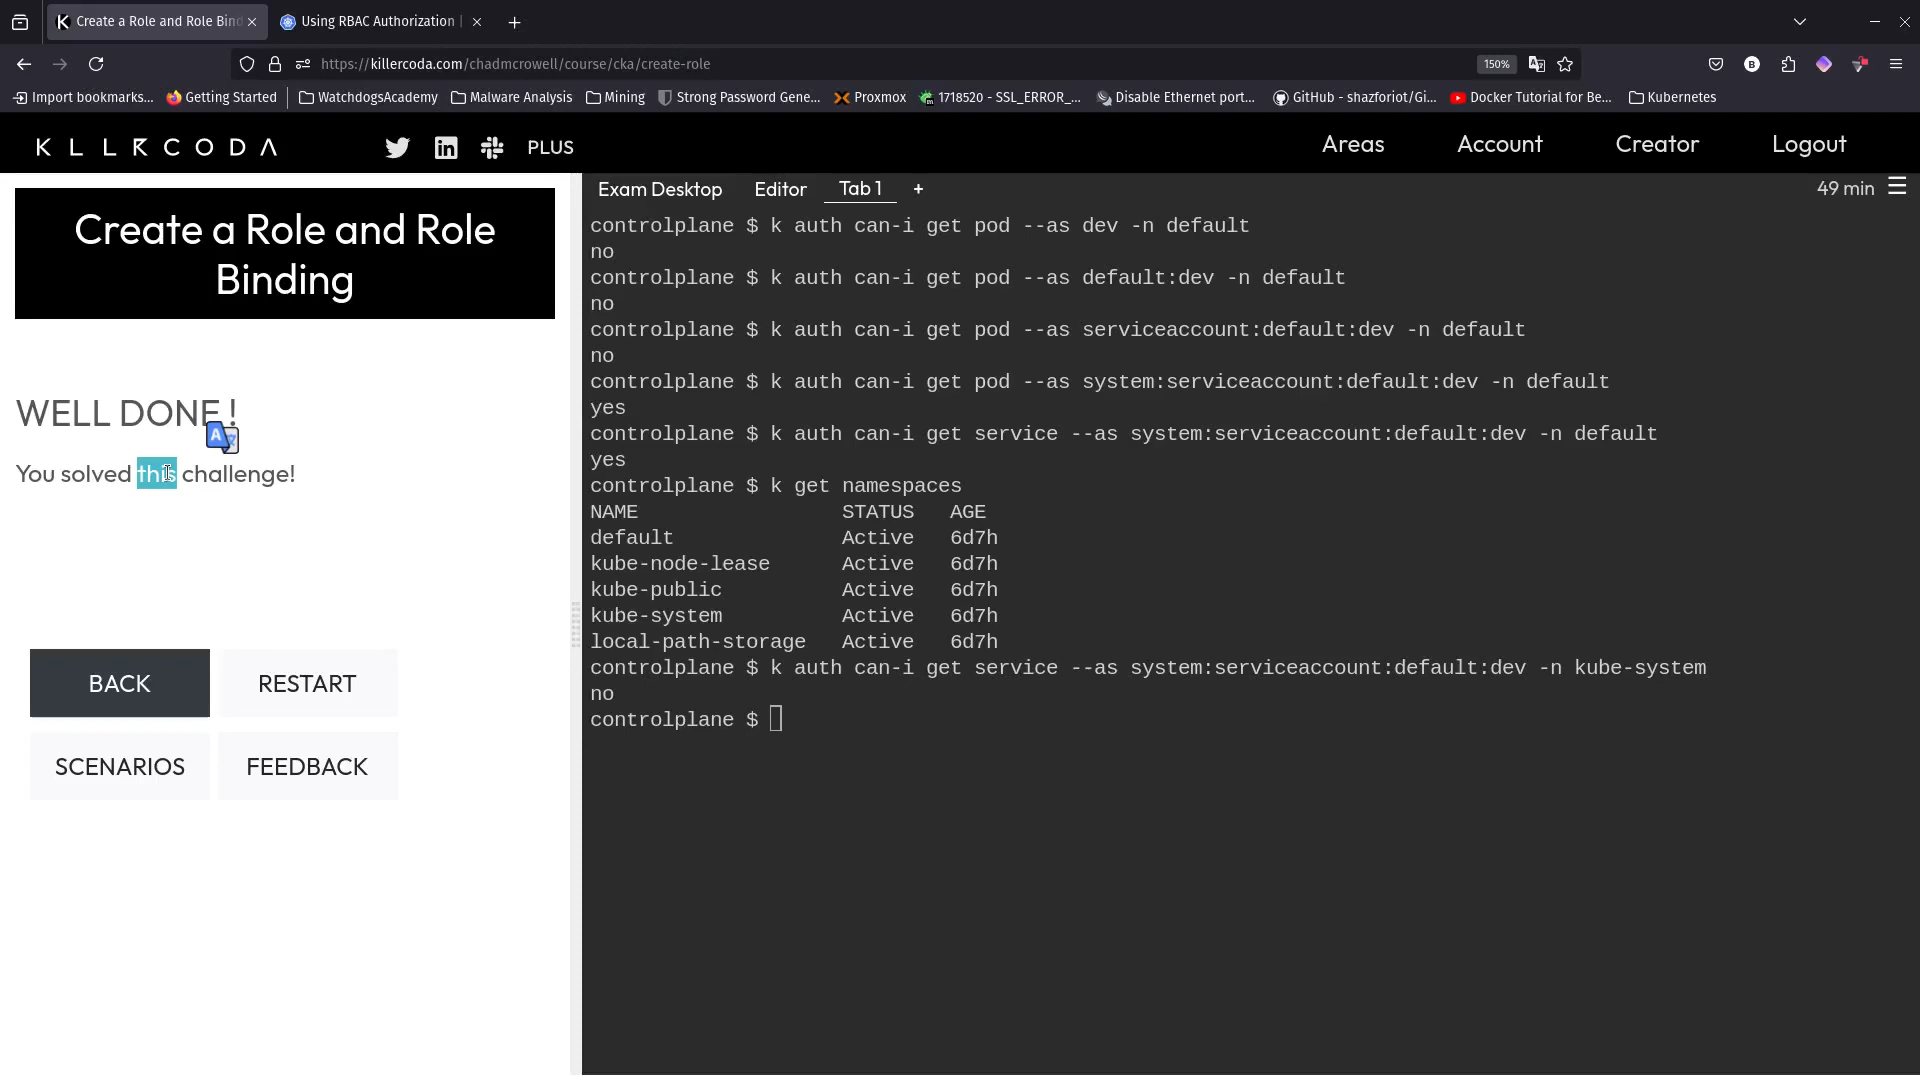 Create a Role and Role Bind
Using RBAC Authorization |
https://killercoda.com/chadmcrowell/course/cka/create-role
150%
Import bookmarks...
Getting Started
WatchdogsAcademy
Malware Analysis
Mining
Strong Password Gene...
Proxmox
1718520 - SSL_ERROR_...
Disable Ethernet port...
GitHub - shazforiot/Gi...
Docker Tutorial for Be...
Kubernetes
KLLRCODA
PLUS
Areas
Account
Creator
Logout
Create a Role and Role
Binding
WELL DONE !
You solved this challenge!
BACK
RESTART
SCENARIOS
FEEDBACK
Exam Desktop
Editor
Tab 1
+
49 min
controlplane $ k auth can-i get pod --as dev -n default
no
controlplane $ k auth can-i get pod --as default:dev -n default
no
controlplane $ k auth can-i get pod --as serviceaccount:default:dev -n default
no
controlplane $ k auth can-i get pod --as system:serviceaccount:default:dev -n default
yes
controlplane $ k auth can-i get service --as system:serviceaccount:default:dev -n default
yes
controlplane $ k get namespaces
NAME STATUS AGE
default Active 6d7h
kube-node-lease Active 6d7h
kube-public Active 6d7h
kube-system Active 6d7h
local-path-storage Active 6d7h
controlplane $ k auth can-i get service --as system:serviceaccount:default:dev -n kube-system
no
controlplane $